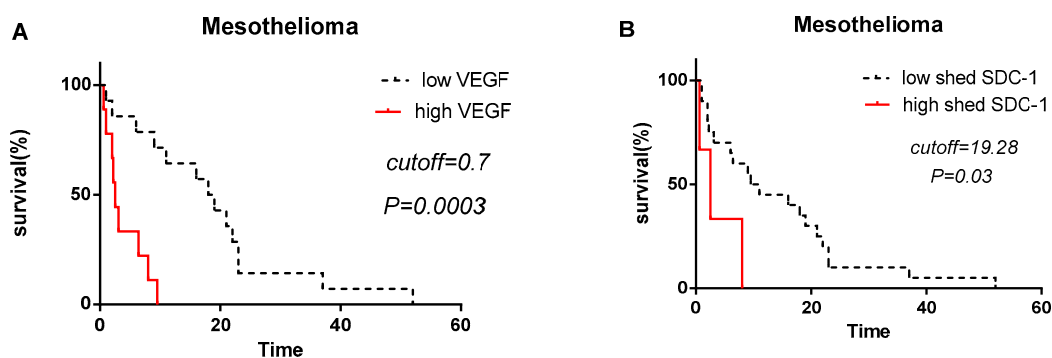 A
Mesothelioma
low VEGF
high VEGF
cutoff=0.7
P=0.0003
survival(%)
100
50
0
0 20 40 60
Time
B
Mesothelioma
low shed SDC-1
high shed SDC-1
cutoff=19.28
P=0.03
survival(%)
100
50
0
0 20 40 60
Time